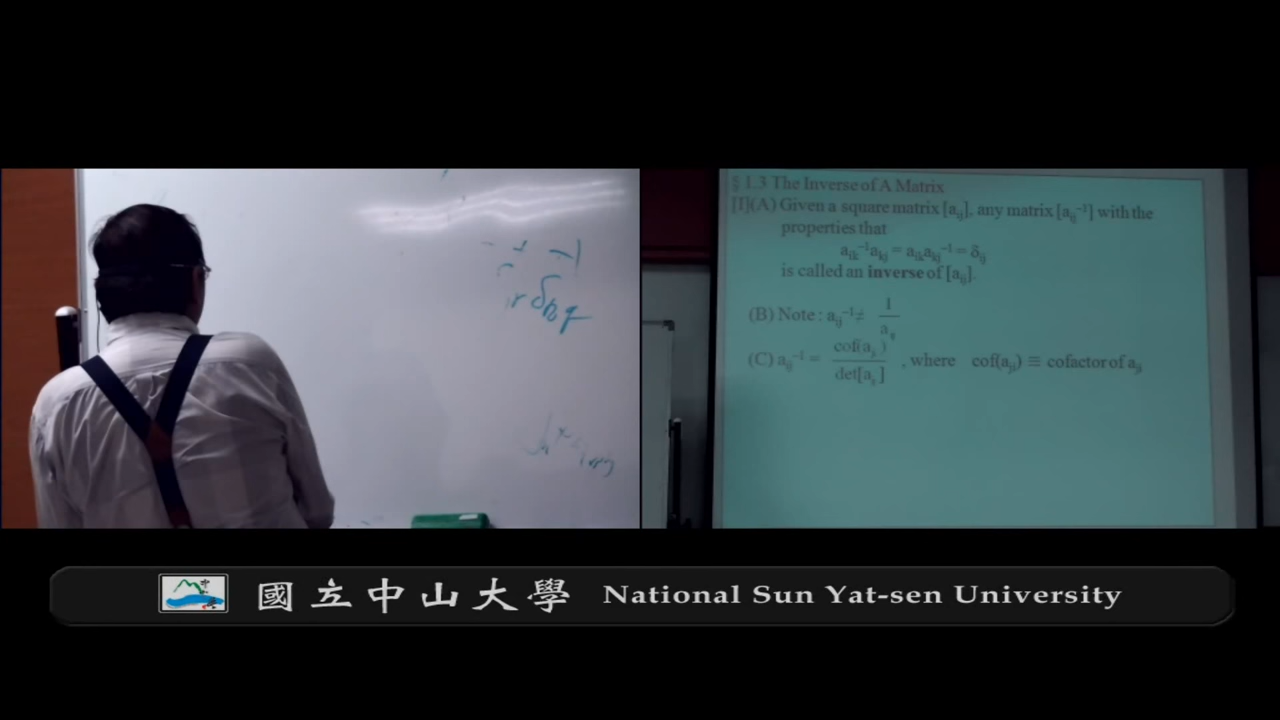 δ
§ 1.3 The Inverse of A Matrix
[I](A) Given a square matrix [aᵢⱼ], any matrix [aᵢⱼ⁻¹] with the
properties that
aᵢₖ⁻¹aₖⱼ = aᵢₖaₖⱼ⁻¹ = δᵢⱼ
is called an inverse of [aᵢⱼ].
(B) Note : aᵢⱼ⁻¹ ≠ 1 / aᵢⱼ
(C) aᵢⱼ⁻¹ = cof(aⱼᵢ) / det[aᵢⱼ] , where cof(aⱼᵢ) ≡ cofactor of aⱼᵢ
國立中山大學 National Sun Yat-sen University